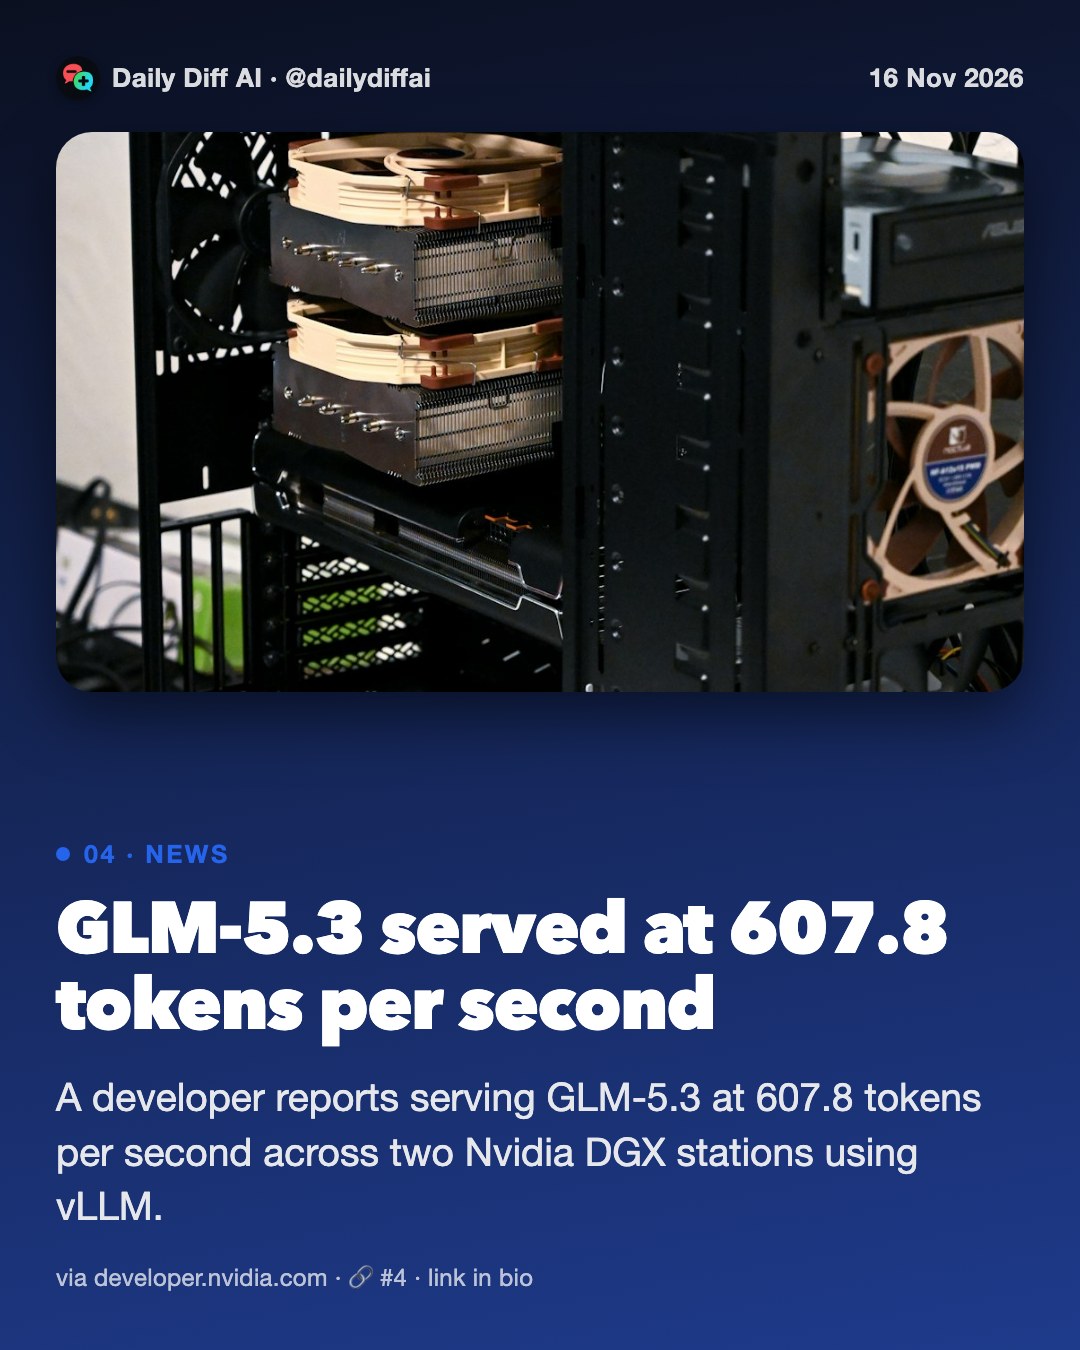 Daily Diff AI · @dailydiffai
16 Nov 2026
ASUS
noctua
04 · NEWS
GLM-5.3 served at 607.8
tokens per second
A developer reports serving GLM-5.3 at 607.8 tokens
per second across two Nvidia DGX stations using
vLLM.
via developer.nvidia.com · 🔗 #4 · link in bio